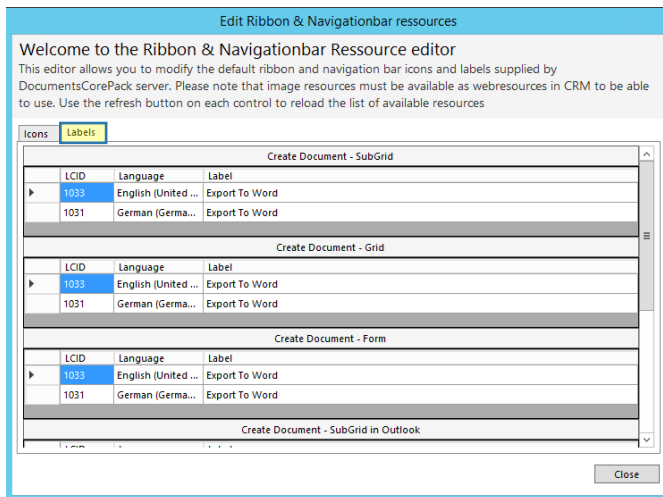 Edit Ribbon & Navigationbar ressources
Welcome to the Ribbon & Navigationbar Ressource editor
This editor allows you to modify the default ribbon and navigation bar icons and labels supplied by
DocumentsCorePack server. Please note that image resources must be available as webresources in CRM to be able
to use. Use the refresh button on each control to reload the list of available resources
Icons Labels
Create Document - SubGrid
LCID Language Label
1033 English (United ... Export To Word
1031 German (Germa... Export To Word
Create Document - Grid
LCID Language Label
1033 English (United ... Export To Word
1031 German (Germa... Export To Word
Create Document - Form
LCID Language Label
1033 English (United ... Export To Word
1031 German (Germa... Export To Word
Create Document - SubGrid in Outlook
Close